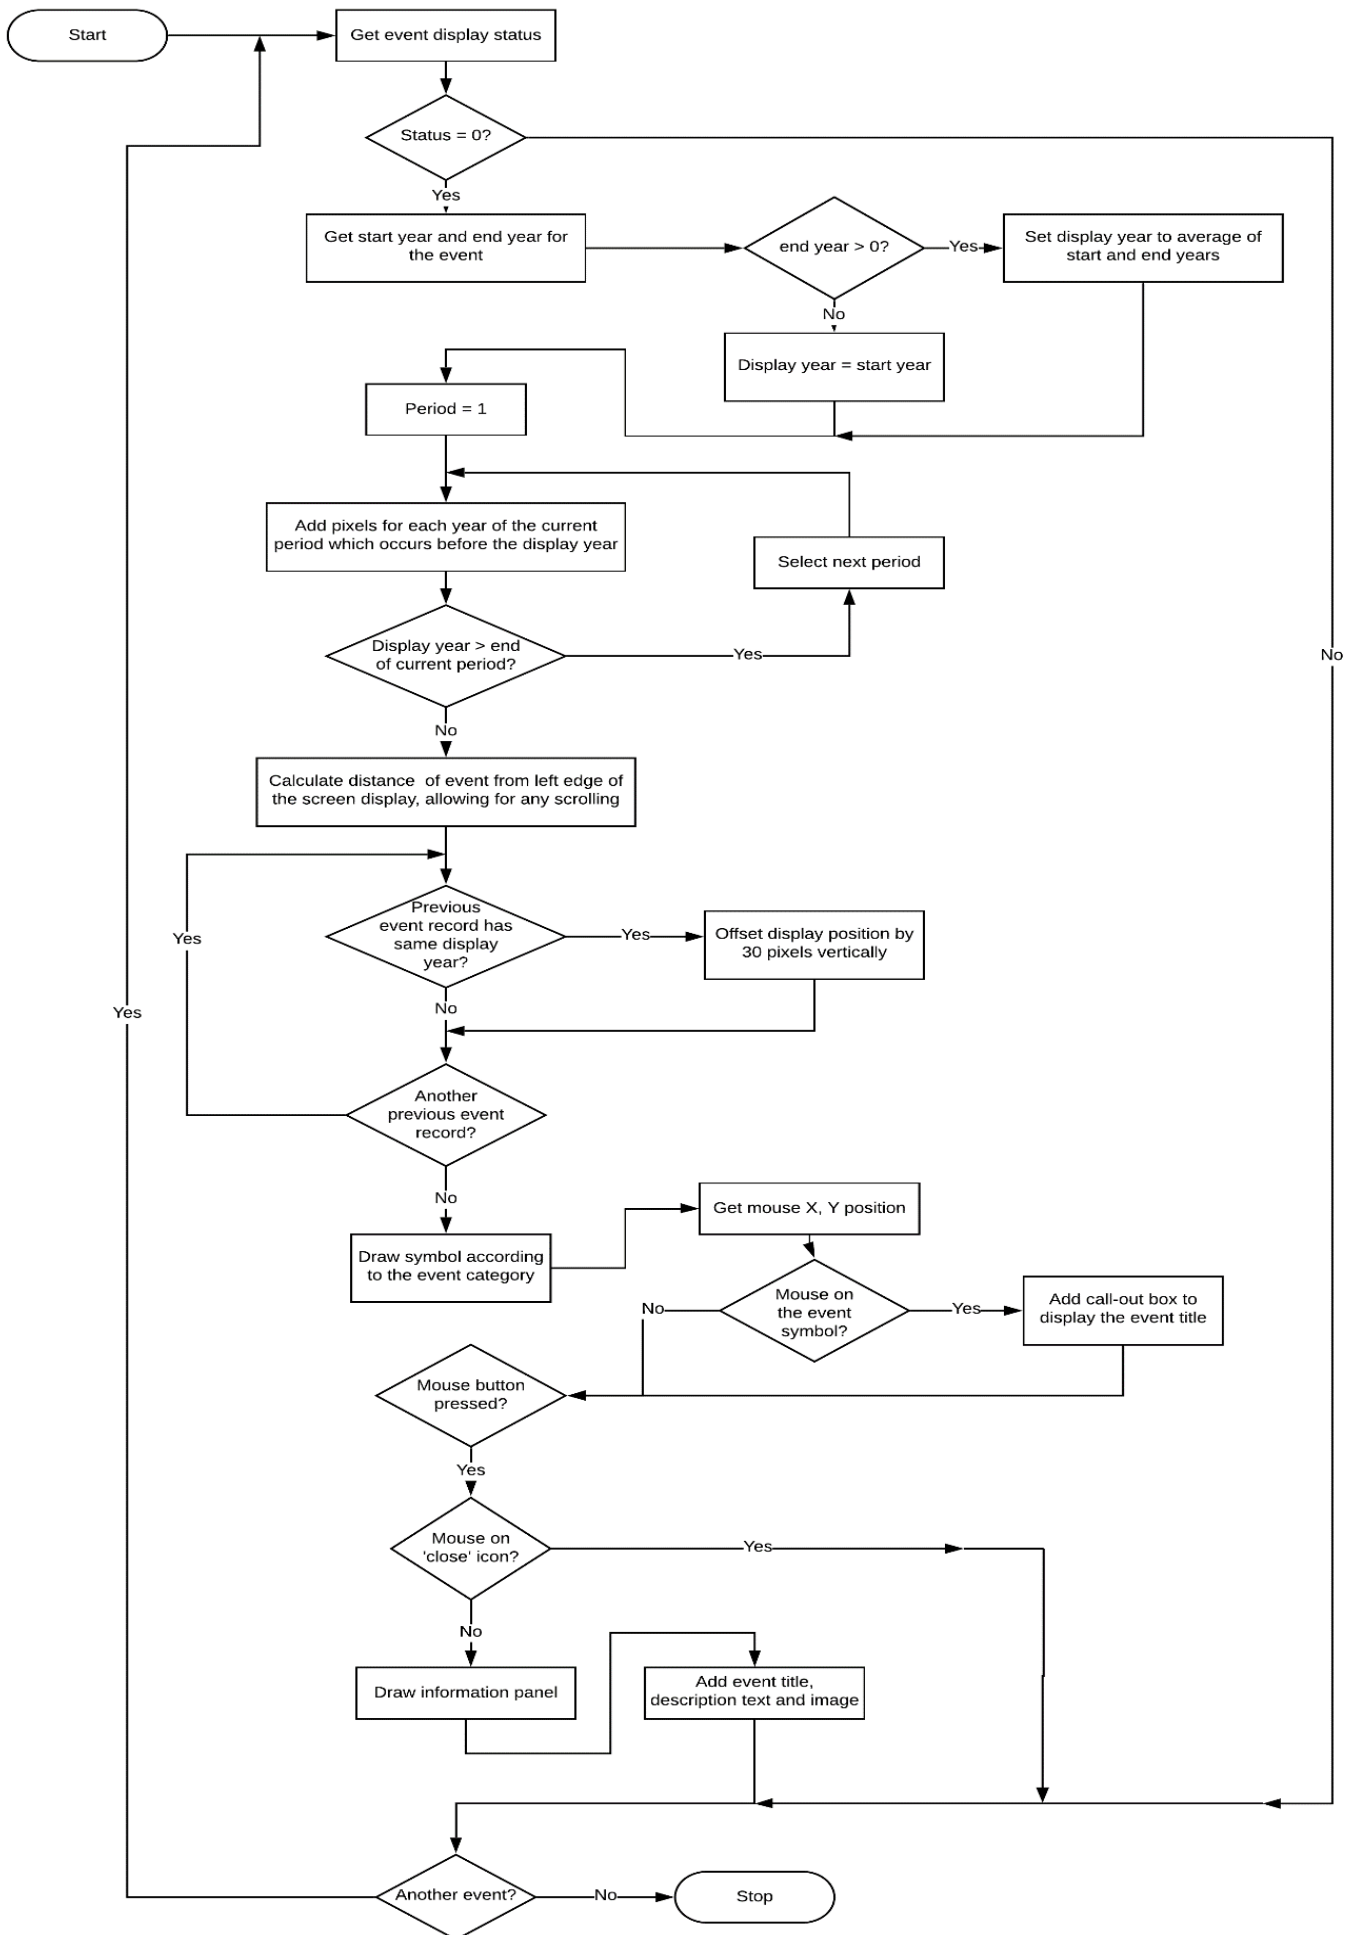 Start
Get event display status
Status = 0?
Yes
Get start year and end year for
the event
end year > 0?
Yes
Set display year to average of
start and end years
No
Display year = start year
Period = 1
Add pixels for each year of the current
period which occurs before the display year
Select next period
Display year > end
of current period?
Yes
No
No
Calculate distance  of event from left edge of
the screen display, allowing for any scrolling
Previous
event record has
same display
year?
Yes
Offset display position by
30 pixels vertically
Yes
No
Yes
Another
previous event
record?
No
Draw symbol according
to the event category
Get mouse X, Y position
Mouse on
the event
symbol?
No
Yes
Add call-out box to
display the event title
Mouse button
pressed?
Yes
Mouse on
'close' icon?
Yes
No
Draw information panel
Add event title,
description text and image
Another event?
No
Stop